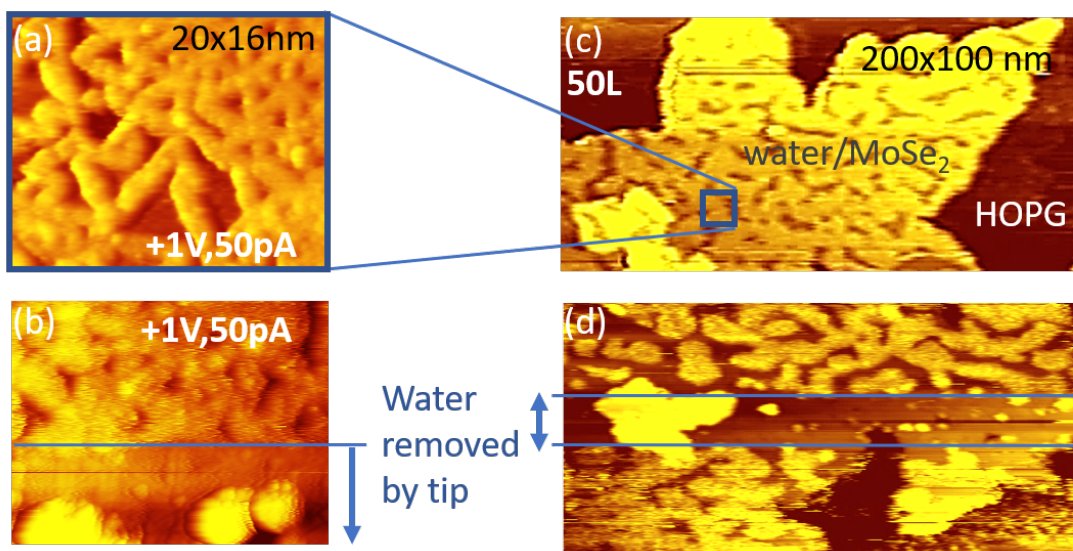 (a)
20x16nm
+1V,50pA
(c)
50L
200x100 nm
water/MoSe₂
HOPG
(b)
+1V,50pA
Water
removed
by tip
(d)